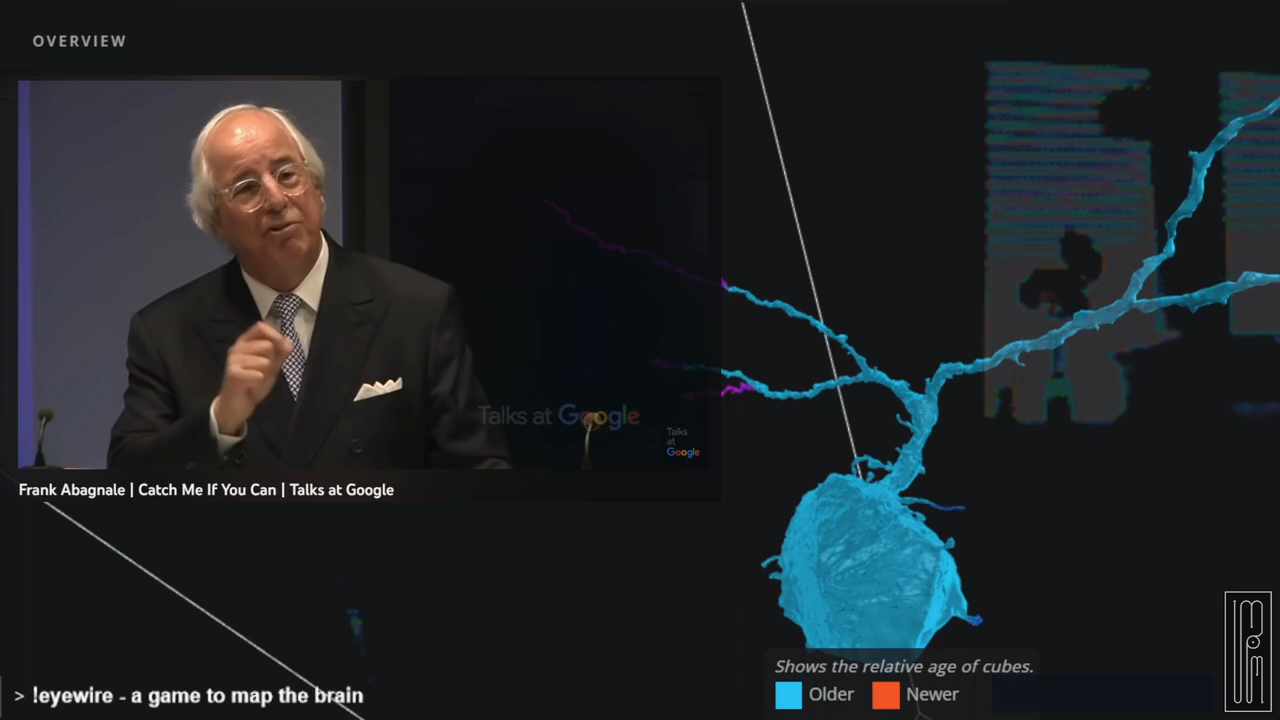 OVERVIEW
Talks at Google
Talks
at
Google
Frank Abagnale | Catch Me If You Can | Talks at Google
Shows the relative age of cubes.
Older Newer
> !eyewire - a game to map the brain